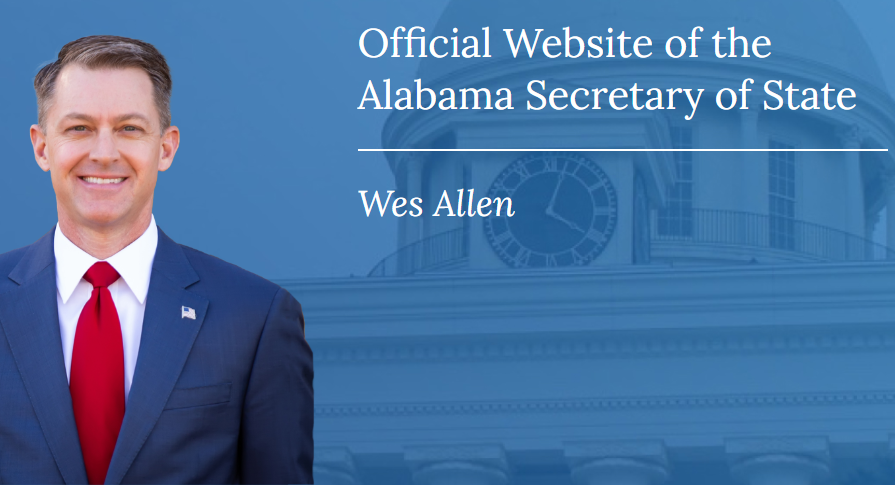 Official Website of the
Alabama Secretary of State
Wes Allen